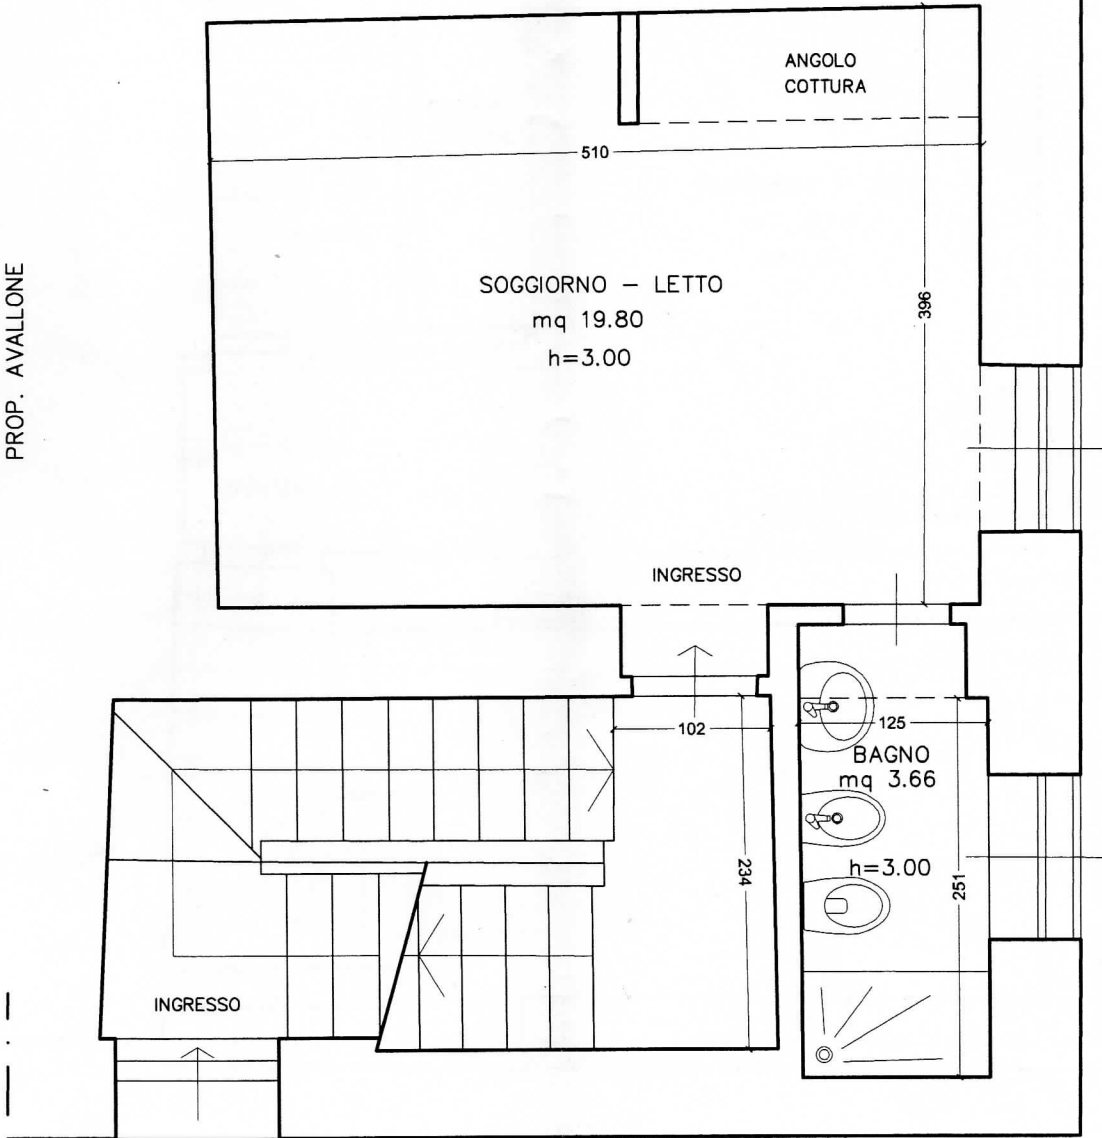 ANGOLO
COTTURA
510
PROP. AVALLONE
SOGGIORNO – LETTO
mq 19.80
h=3.00
396
INGRESSO
102
125
BAGNO
mq 3.66
h=3.00
234
251
INGRESSO